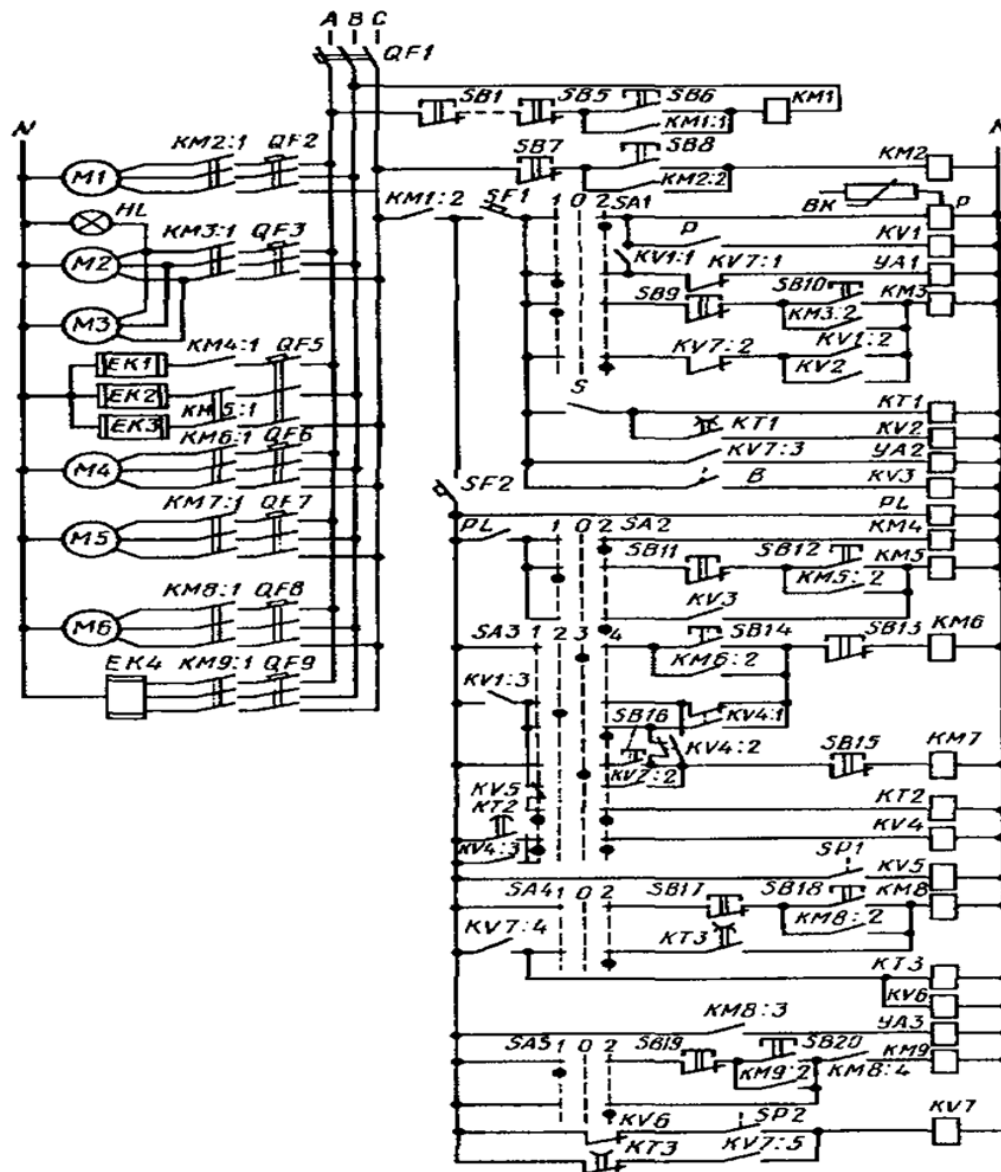 A B C
QF1
SB1 SB5 SB6 KM1
KM1:1
N N
KM2:1 QF2
M1
SB7 SB8 KM2
KM2:2
HL
KM1:2 SF1 1 0 2 SA1 BK P
KM3:1 QF3
M2
P KV1
KV1:1 KV7:1 YA1
SB9 SB10 KM3
KM3:2
M3
KV7:2 KV1:2
KV2
EK1 KM4:1 QF5
EK2
EK3 KM5:1
S KT1
KT1 KV2
KM6:1 QF6
M4
KV7:3 YA2
B KV3
SF2
PL
KM7:1 QF7
M5
PL 1 0 2 SA2 KM4
SB11 SB12 KM5
KM5:2
KM8:1 QF8
M6
KV3
SA3 1 2 3 4 SB14 SB13 KM6
KM6:2
EK4 KM9:1 QF9
KV1:3
KV4:1
SB16 KV4:2 SB15 KM7
KV7:2
KV5
KT2 KT2
KV4
KV4:3
SP1 KV5
SA4 1 0 2 SB17 SB18 KM8
KM8:2
KV7:4 KT3
KT3
KV6
KM8:3 YA3
SA5 1 0 2 SB19 SB20 KM9
KM9:2 KM8:4
KV6 SP2 KV7
KT3 KV7:5